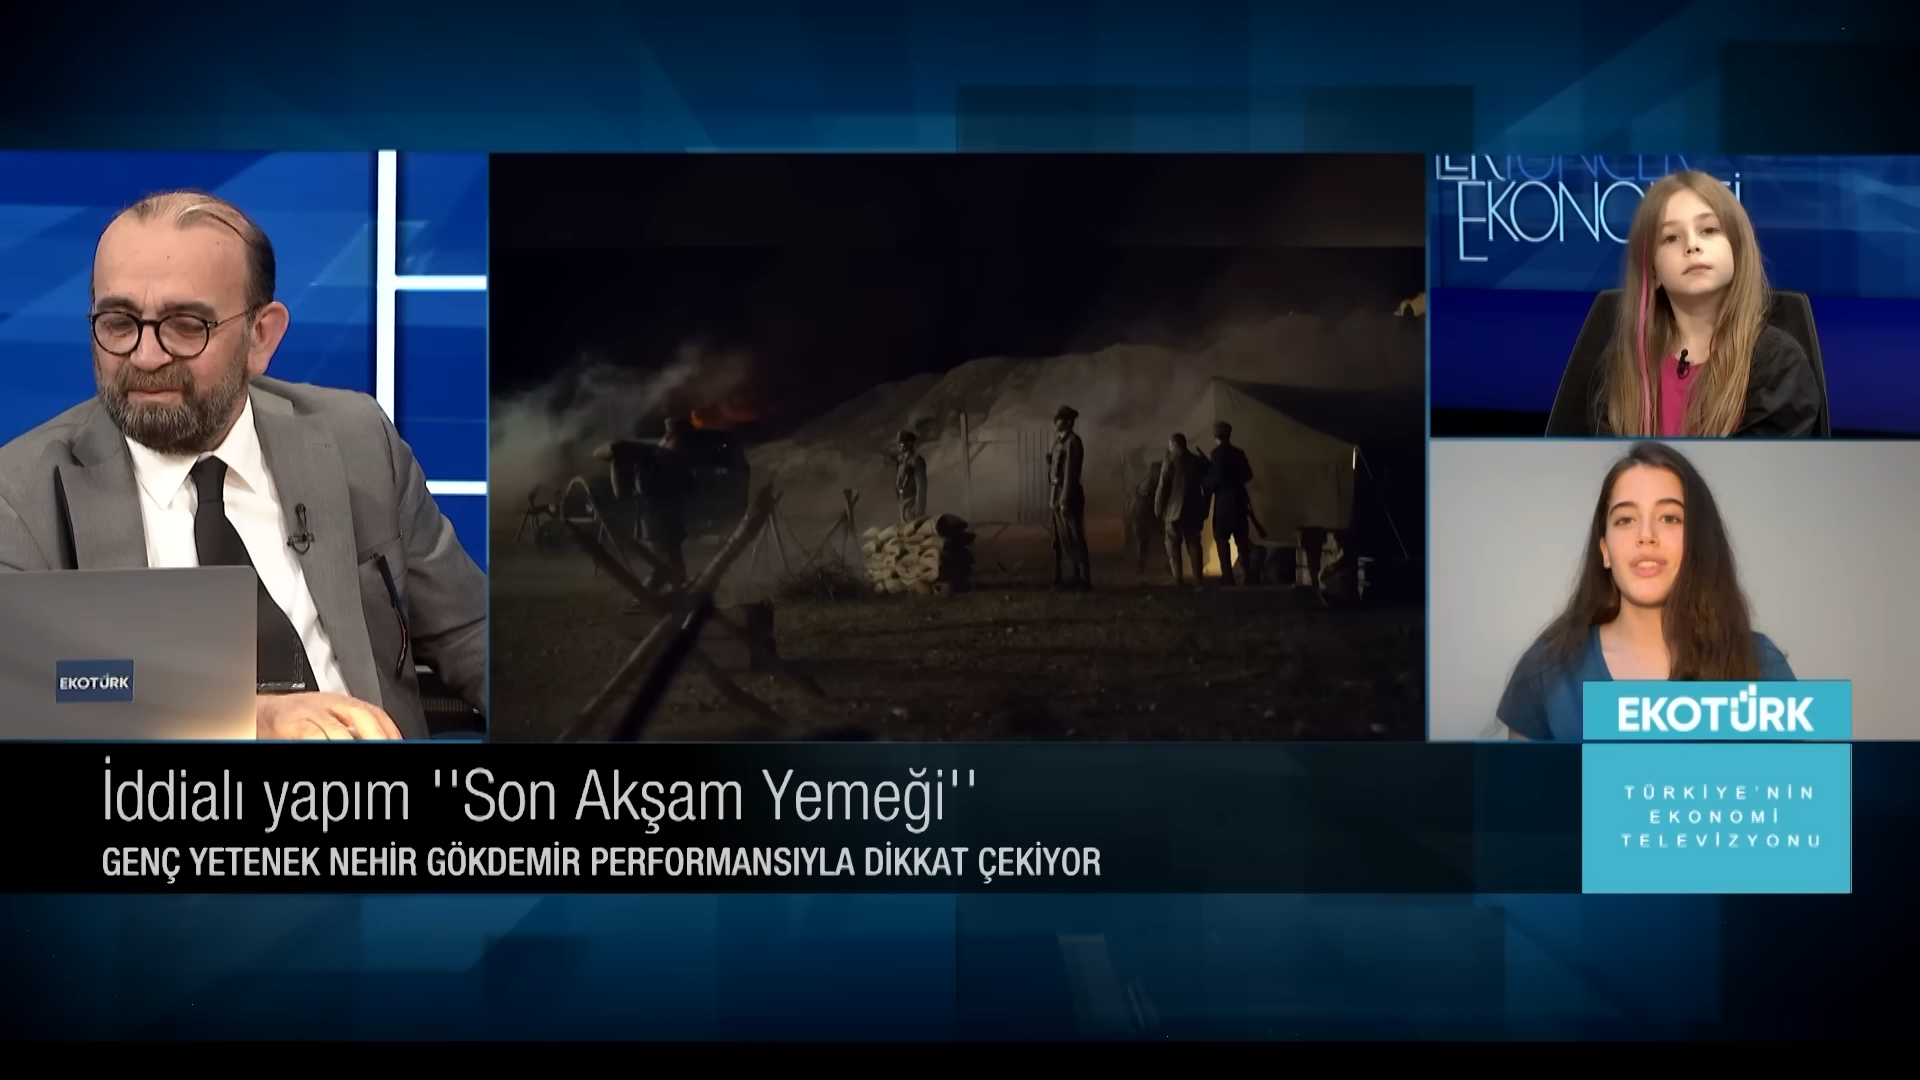 EKONO
EKOTÜRK
EKOTÜRK
İddialı yapım ''Son Akşam Yemeği''
GENÇ YETENEK NEHİR GÖKDEMİR PERFORMANSIYLA DİKKAT ÇEKİYOR
TÜRKİYE'NİN
EKONOMİ
TELEVİZYONU